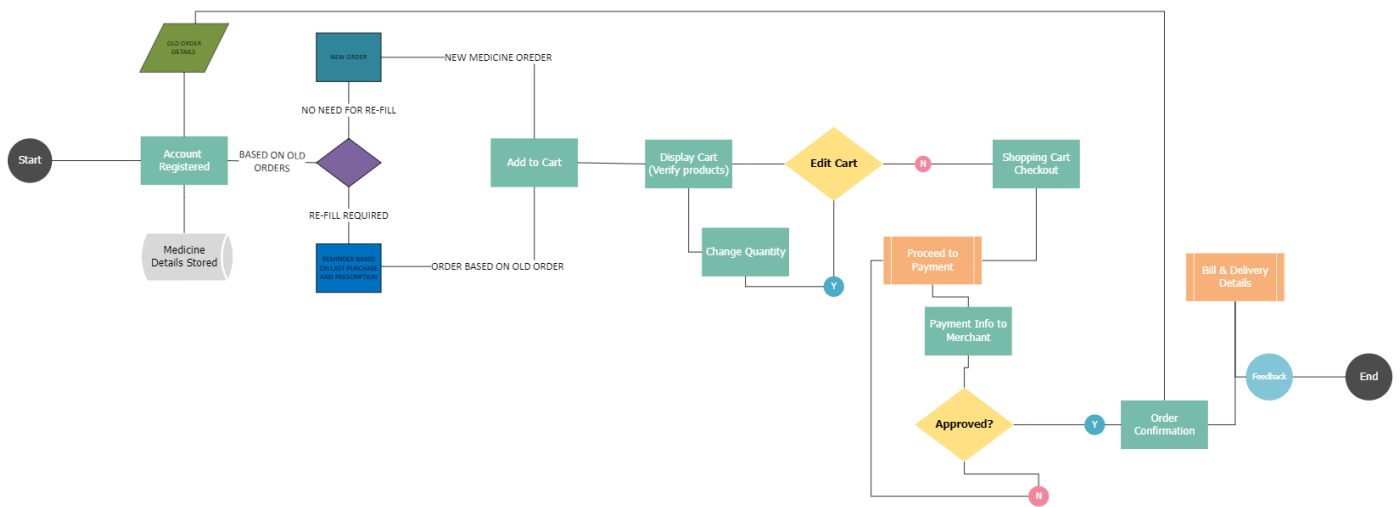 OLD ORDER
DETAILS
NEW ORDER
NEW MEDICINE OREDER
NO NEED FOR RE-FILL
Start
Account
Registered
BASED ON OLD
ORDERS
Add to Cart
Display Cart
(Verify products)
Edit Cart
N
Shopping Cart
Checkout
RE-FILL REQUIRED
Medicine
Details Stored
REMINDER BASED
ON LAST PURCHASE
AND PRESCRIPTION
ORDER BASED ON OLD ORDER
Change Quantity
Y
Proceed to
Payment
Bill & Delivery
Details
Payment Info to
Merchant
Feedback
End
Approved?
Y
Order
Confirmation
N